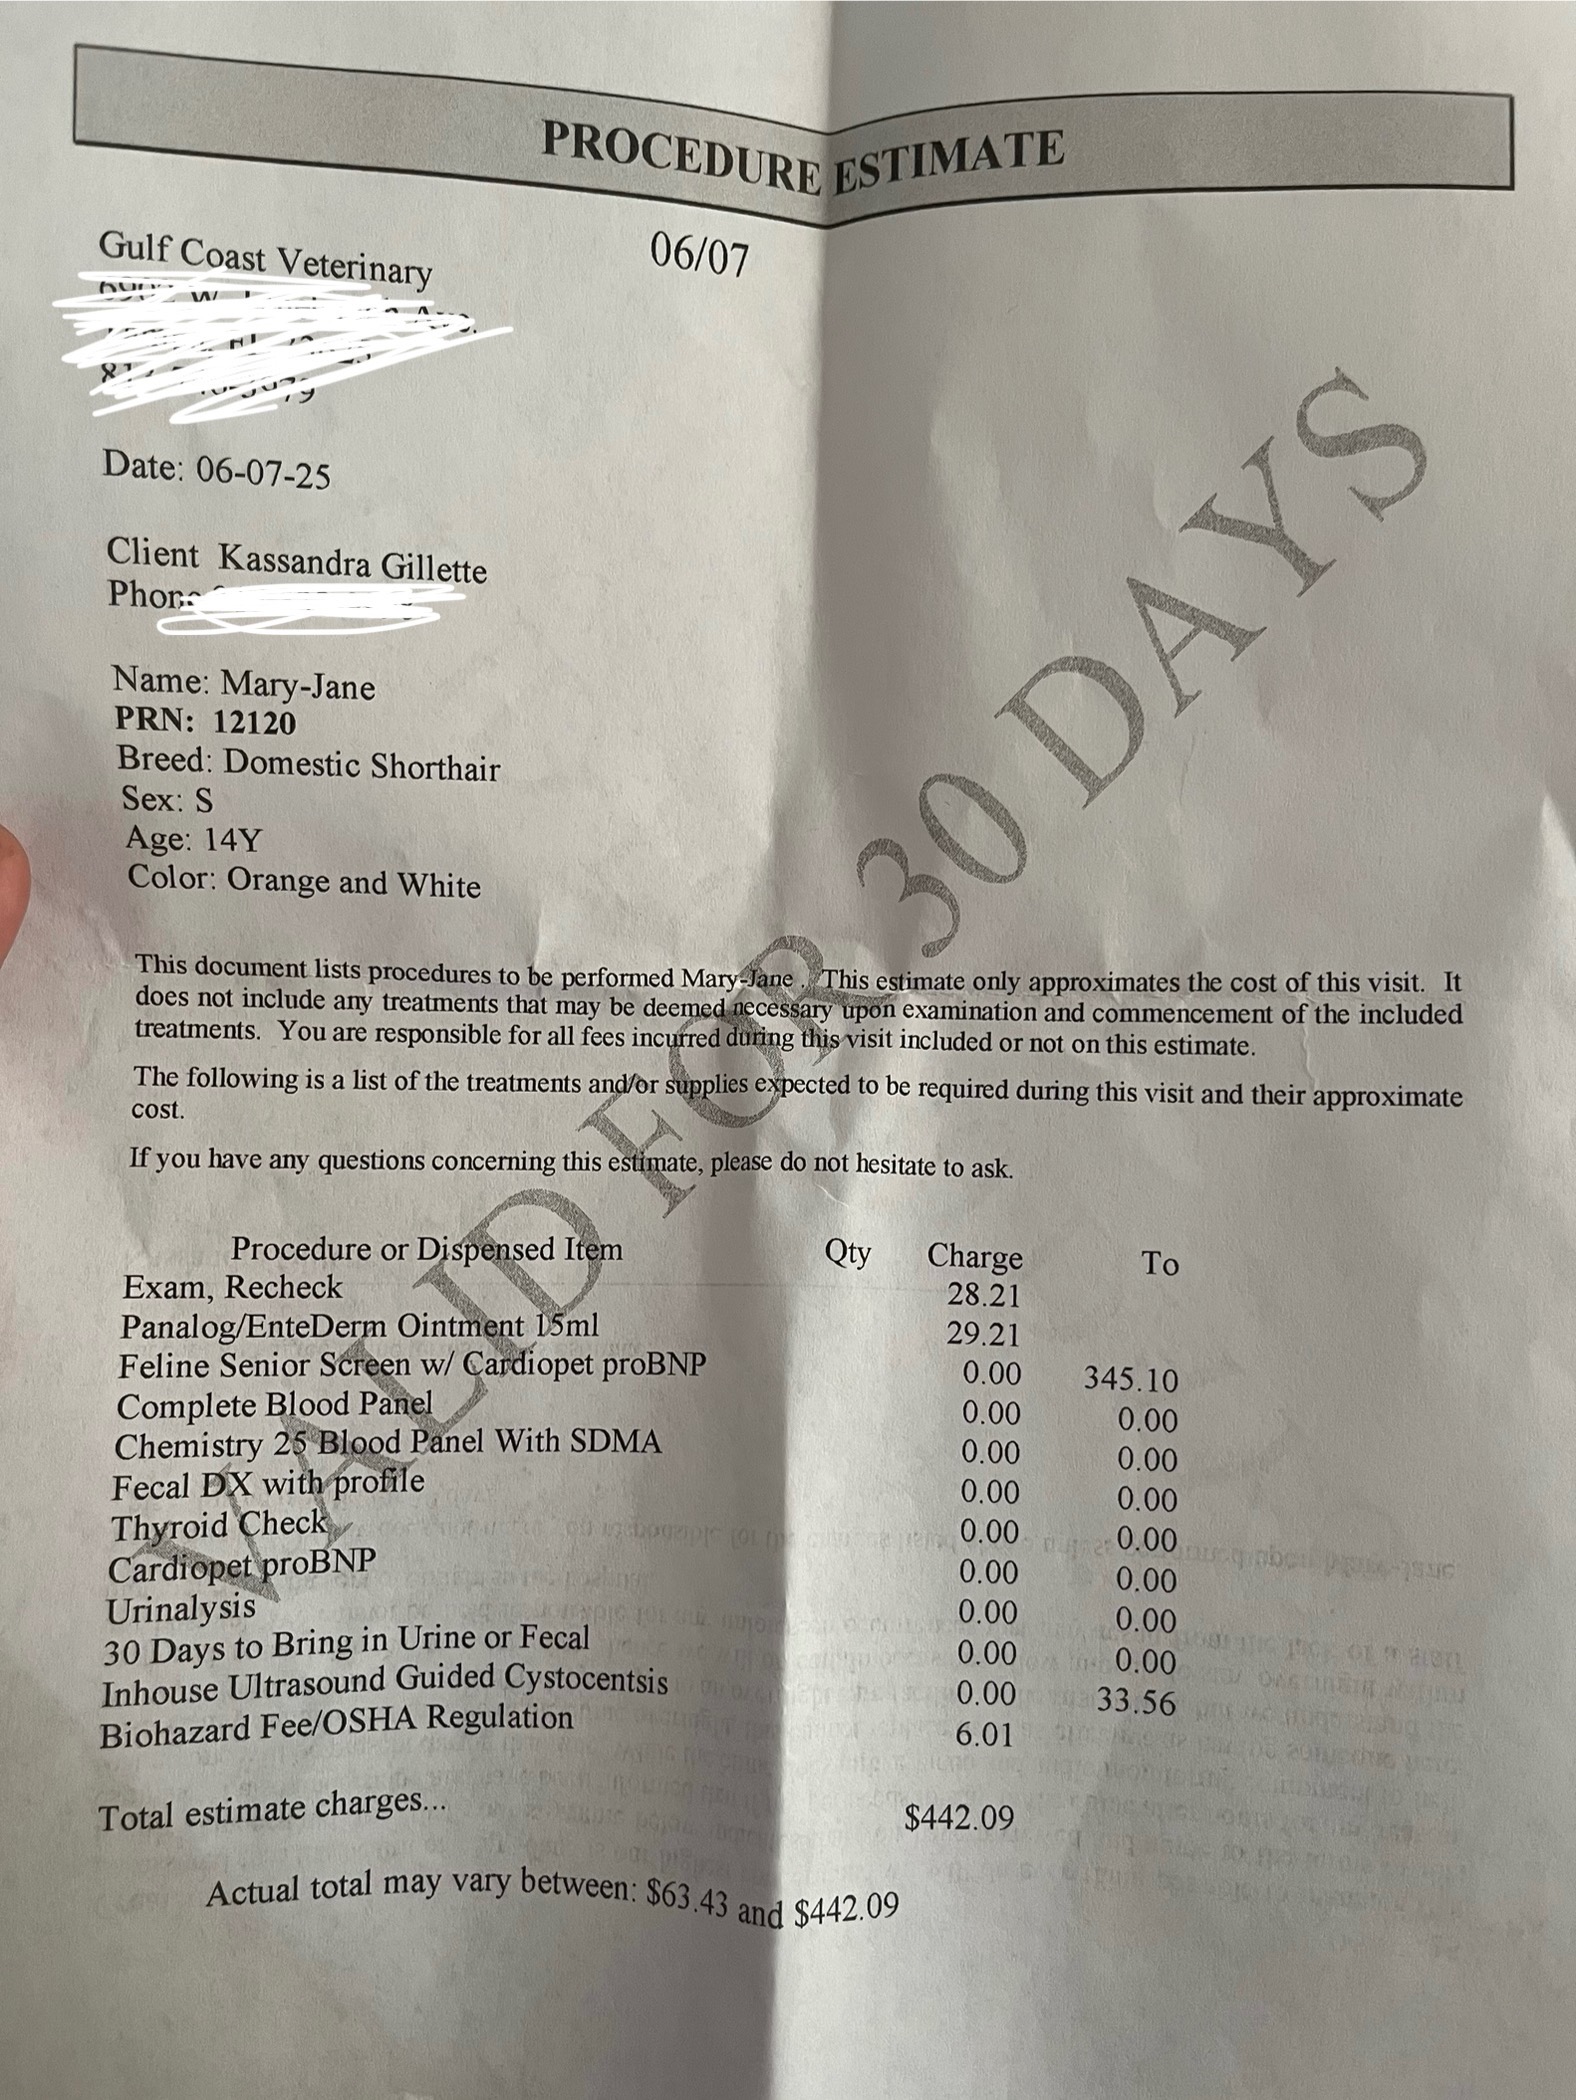 PROCEDURE ESTIMATE
Gulf Coast Veterinary
06/07
Date: 06-07-25
Client Kassandra Gillette
Phone
Name: Mary-Jane
PRN: 12120
Breed: Domestic Shorthair
Sex: S
Age: 14Y
Color: Orange and White
This document lists procedures to be performed Mary-Jane . This estimate only approximates the cost of this visit. It
does not include any treatments that may be deemed necessary upon examination and commencement of the included
treatments. You are responsible for all fees incurred during this visit included or not on this estimate.
The following is a list of the treatments and/or supplies expected to be required during this visit and their approximate
cost.
If you have any questions concerning this estimate, please do not hesitate to ask.
Procedure or Dispensed Item Qty Charge To
Exam, Recheck 28.21
Panalog/EnteDerm Ointment 15ml 29.21
Feline Senior Screen w/ Cardiopet proBNP 0.00 345.10
Complete Blood Panel 0.00 0.00
Chemistry 25 Blood Panel With SDMA 0.00 0.00
Fecal DX with profile 0.00 0.00
Thyroid Check 0.00 0.00
Cardiopet proBNP 0.00 0.00
Urinalysis 0.00 0.00
30 Days to Bring in Urine or Fecal 0.00 0.00
Inhouse Ultrasound Guided Cystocentsis 0.00 33.56
Biohazard Fee/OSHA Regulation 6.01
Total estimate charges... $442.09
Actual total may vary between: $63.43 and $442.09
VALID FOR 30 DAYS